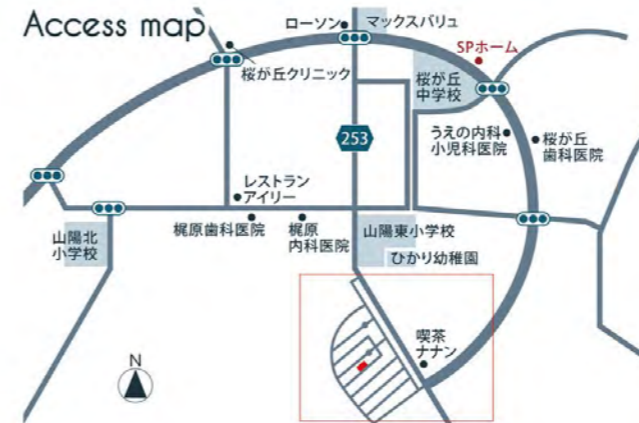 Access map
ローソン
マックスバリュ
SPホーム
桜が丘クリニック
桜が丘
中学校
253
うえの内科
小児科医院
桜が丘
歯科医院
レストラン
アイリー
山陽北
小学校
梶原歯科医院
梶原
内科医院
山陽東小学校
ひかり幼稚園
喫茶
ナナン
N